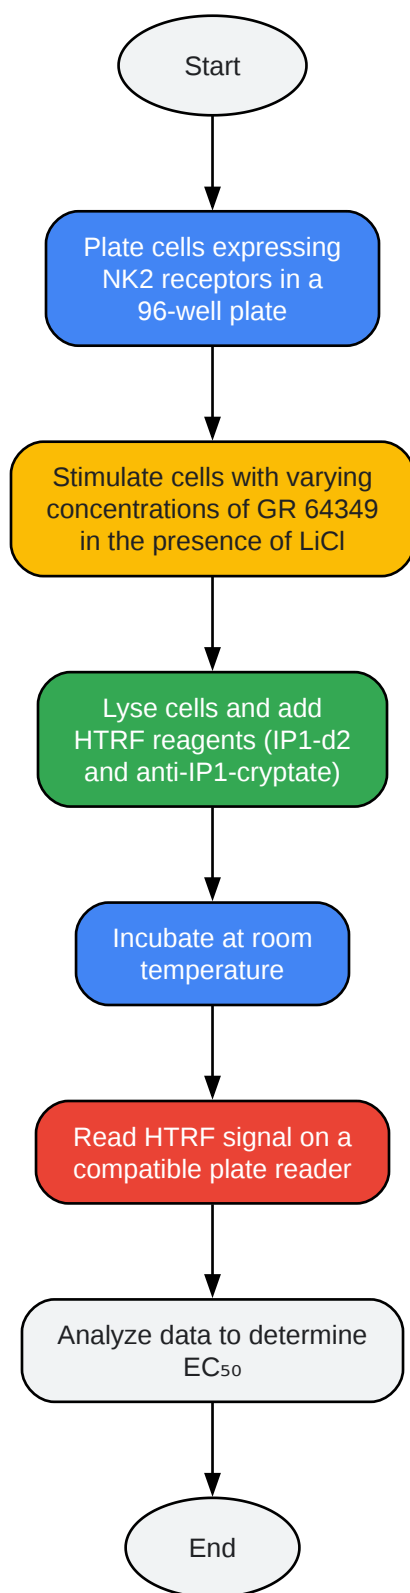 Start
Plate cells expressing
NK2 receptors in a
96-well plate
Stimulate cells with varying
concentrations of GR 64349
in the presence of LiCl
Lyse cells and add
HTRF reagents (IP1-d2
and anti-IP1-cryptate)
Incubate at room
temperature
Read HTRF signal on a
compatible plate reader
Analyze data to determine
EC₅₀
End